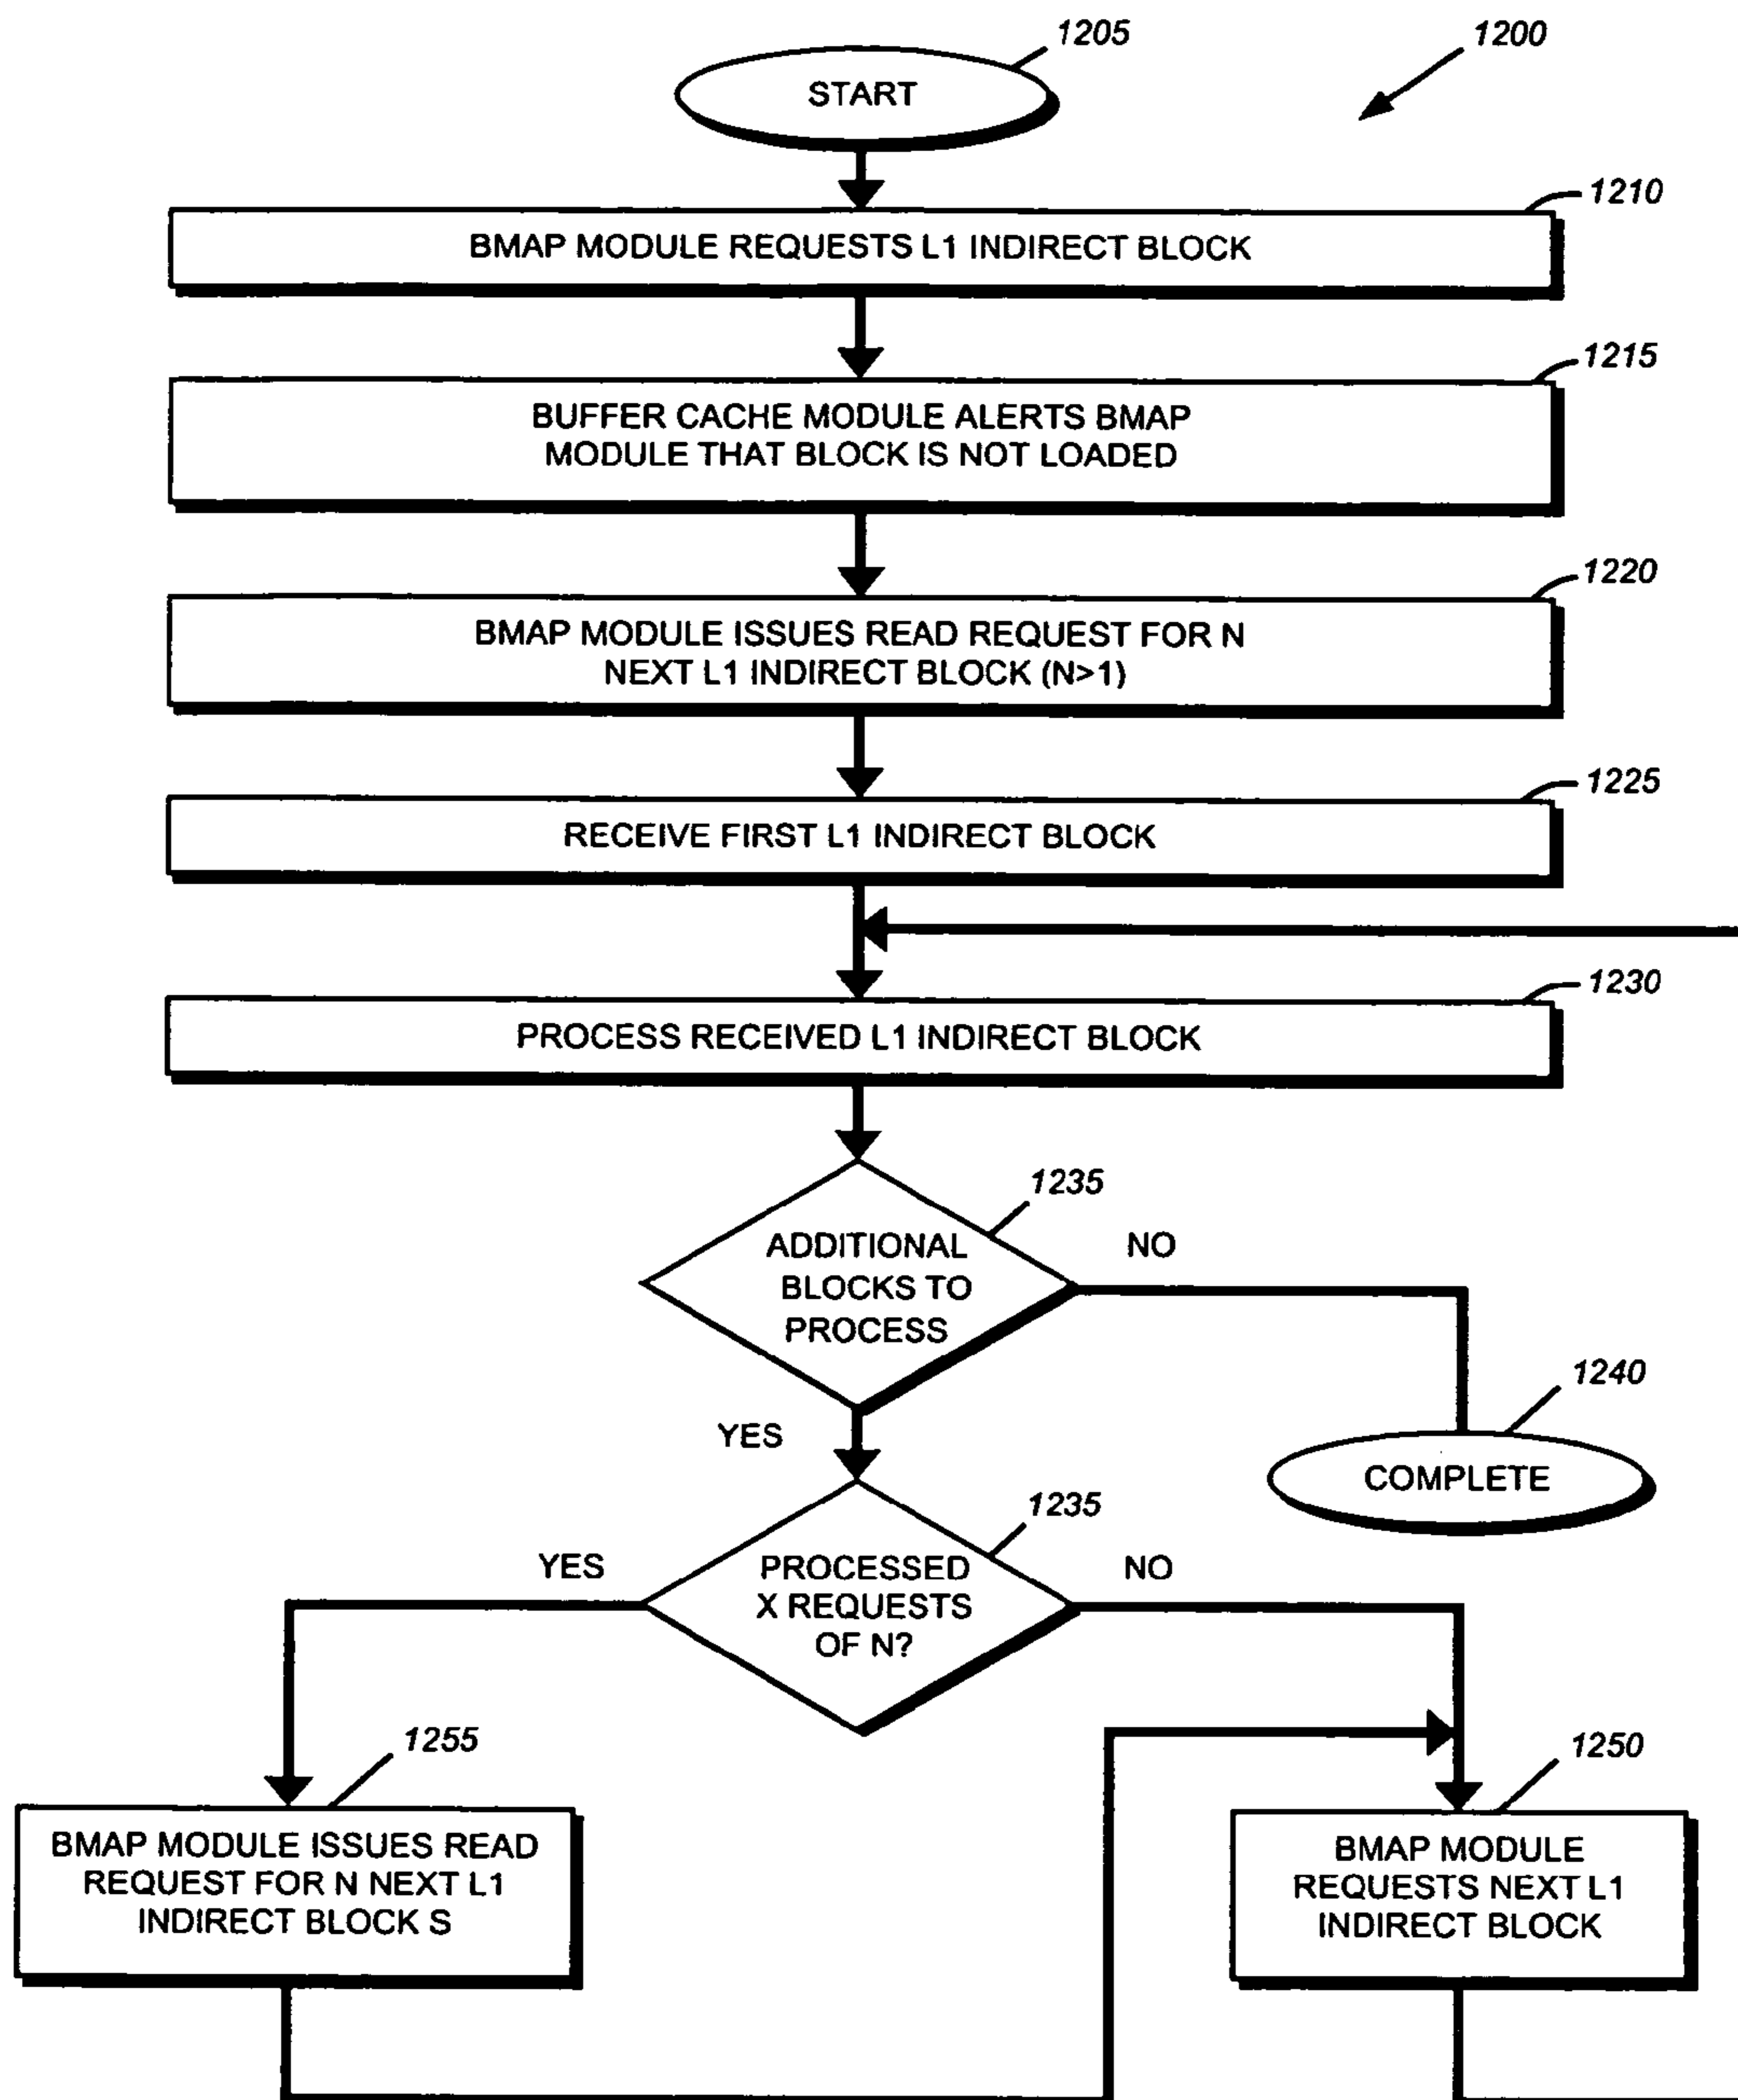 1205
1200
START
1210
BMAP MODULE REQUESTS L1 INDIRECT BLOCK
1215
BUFFER CACHE MODULE ALERTS BMAP
MODULE THAT BLOCK IS NOT LOADED
1220
BMAP MODULE ISSUES READ REQUEST FOR N
NEXT L1 INDIRECT BLOCK (N>1)
1225
RECEIVE FIRST L1 INDIRECT BLOCK
1230
PROCESS RECEIVED L1 INDIRECT BLOCK
1235
ADDITIONAL
BLOCKS TO
PROCESS
NO
1240
COMPLETE
YES
1235
PROCESSED
X REQUESTS
OF N?
YES
NO
1255
BMAP MODULE ISSUES READ
REQUEST FOR N NEXT L1
INDIRECT BLOCK S
1250
BMAP MODULE
REQUESTS NEXT L1
INDIRECT BLOCK